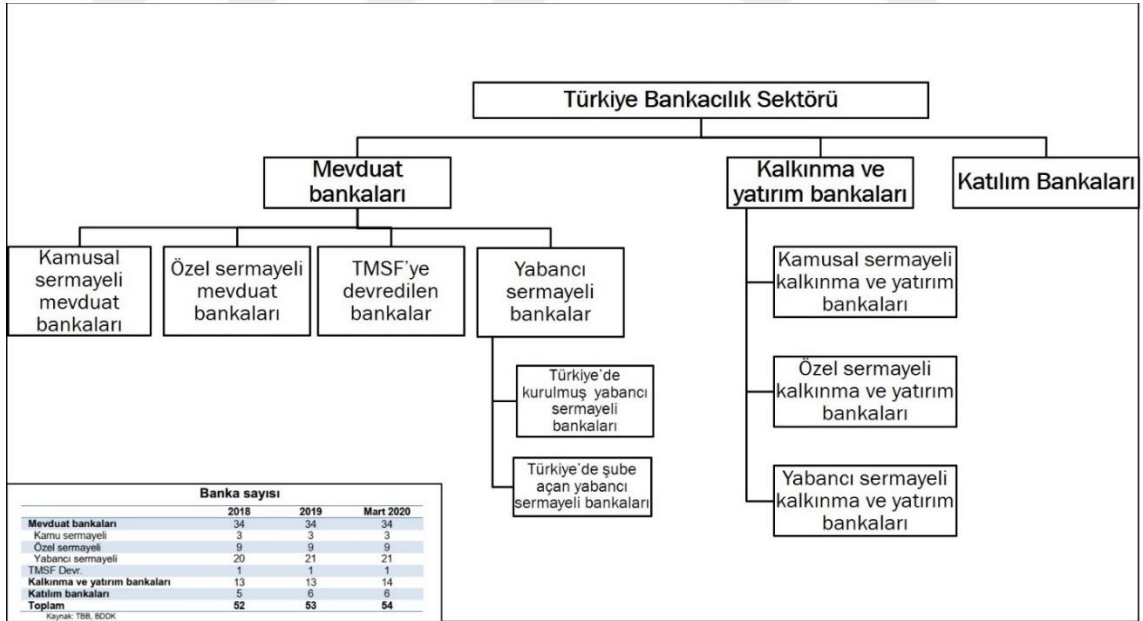 Türkiye Bankacılık Sektörü
Mevduat
bankaları
Kalkınma ve
yatırım bankaları
Katılım Bankaları
Kamusal
sermayeli
mevduat
bankaları
Özel sermayeli
mevduat
bankaları
TMSF'ye
devredilen
bankalar
Yabancı
sermayeli
bankalar
Türkiye'de
kurulmuş yabancı
sermayeli
bankaları
Türkiye'de şube
açan yabancı
sermayeli bankaları
Kamusal sermayeli
kalkınma ve yatırım
bankaları
Özel sermayeli
kalkınma ve yatırım
bankaları
Yabancı sermayeli
kalkınma ve yatırım
bankaları
Banka sayısı
2018 2019 Mart 2020
Mevduat bankaları 34 34 34
Kamu sermayeli 3 3 3
Özel sermayeli 9 9 9
Yabancı sermayeli 20 21 21
TMSF Devr. 1 1 1
Kalkınma ve yatırım bankaları 13 13 14
Katılım bankaları 5 6 6
Toplam 52 53 54
Kaynak: TBB, BDDK